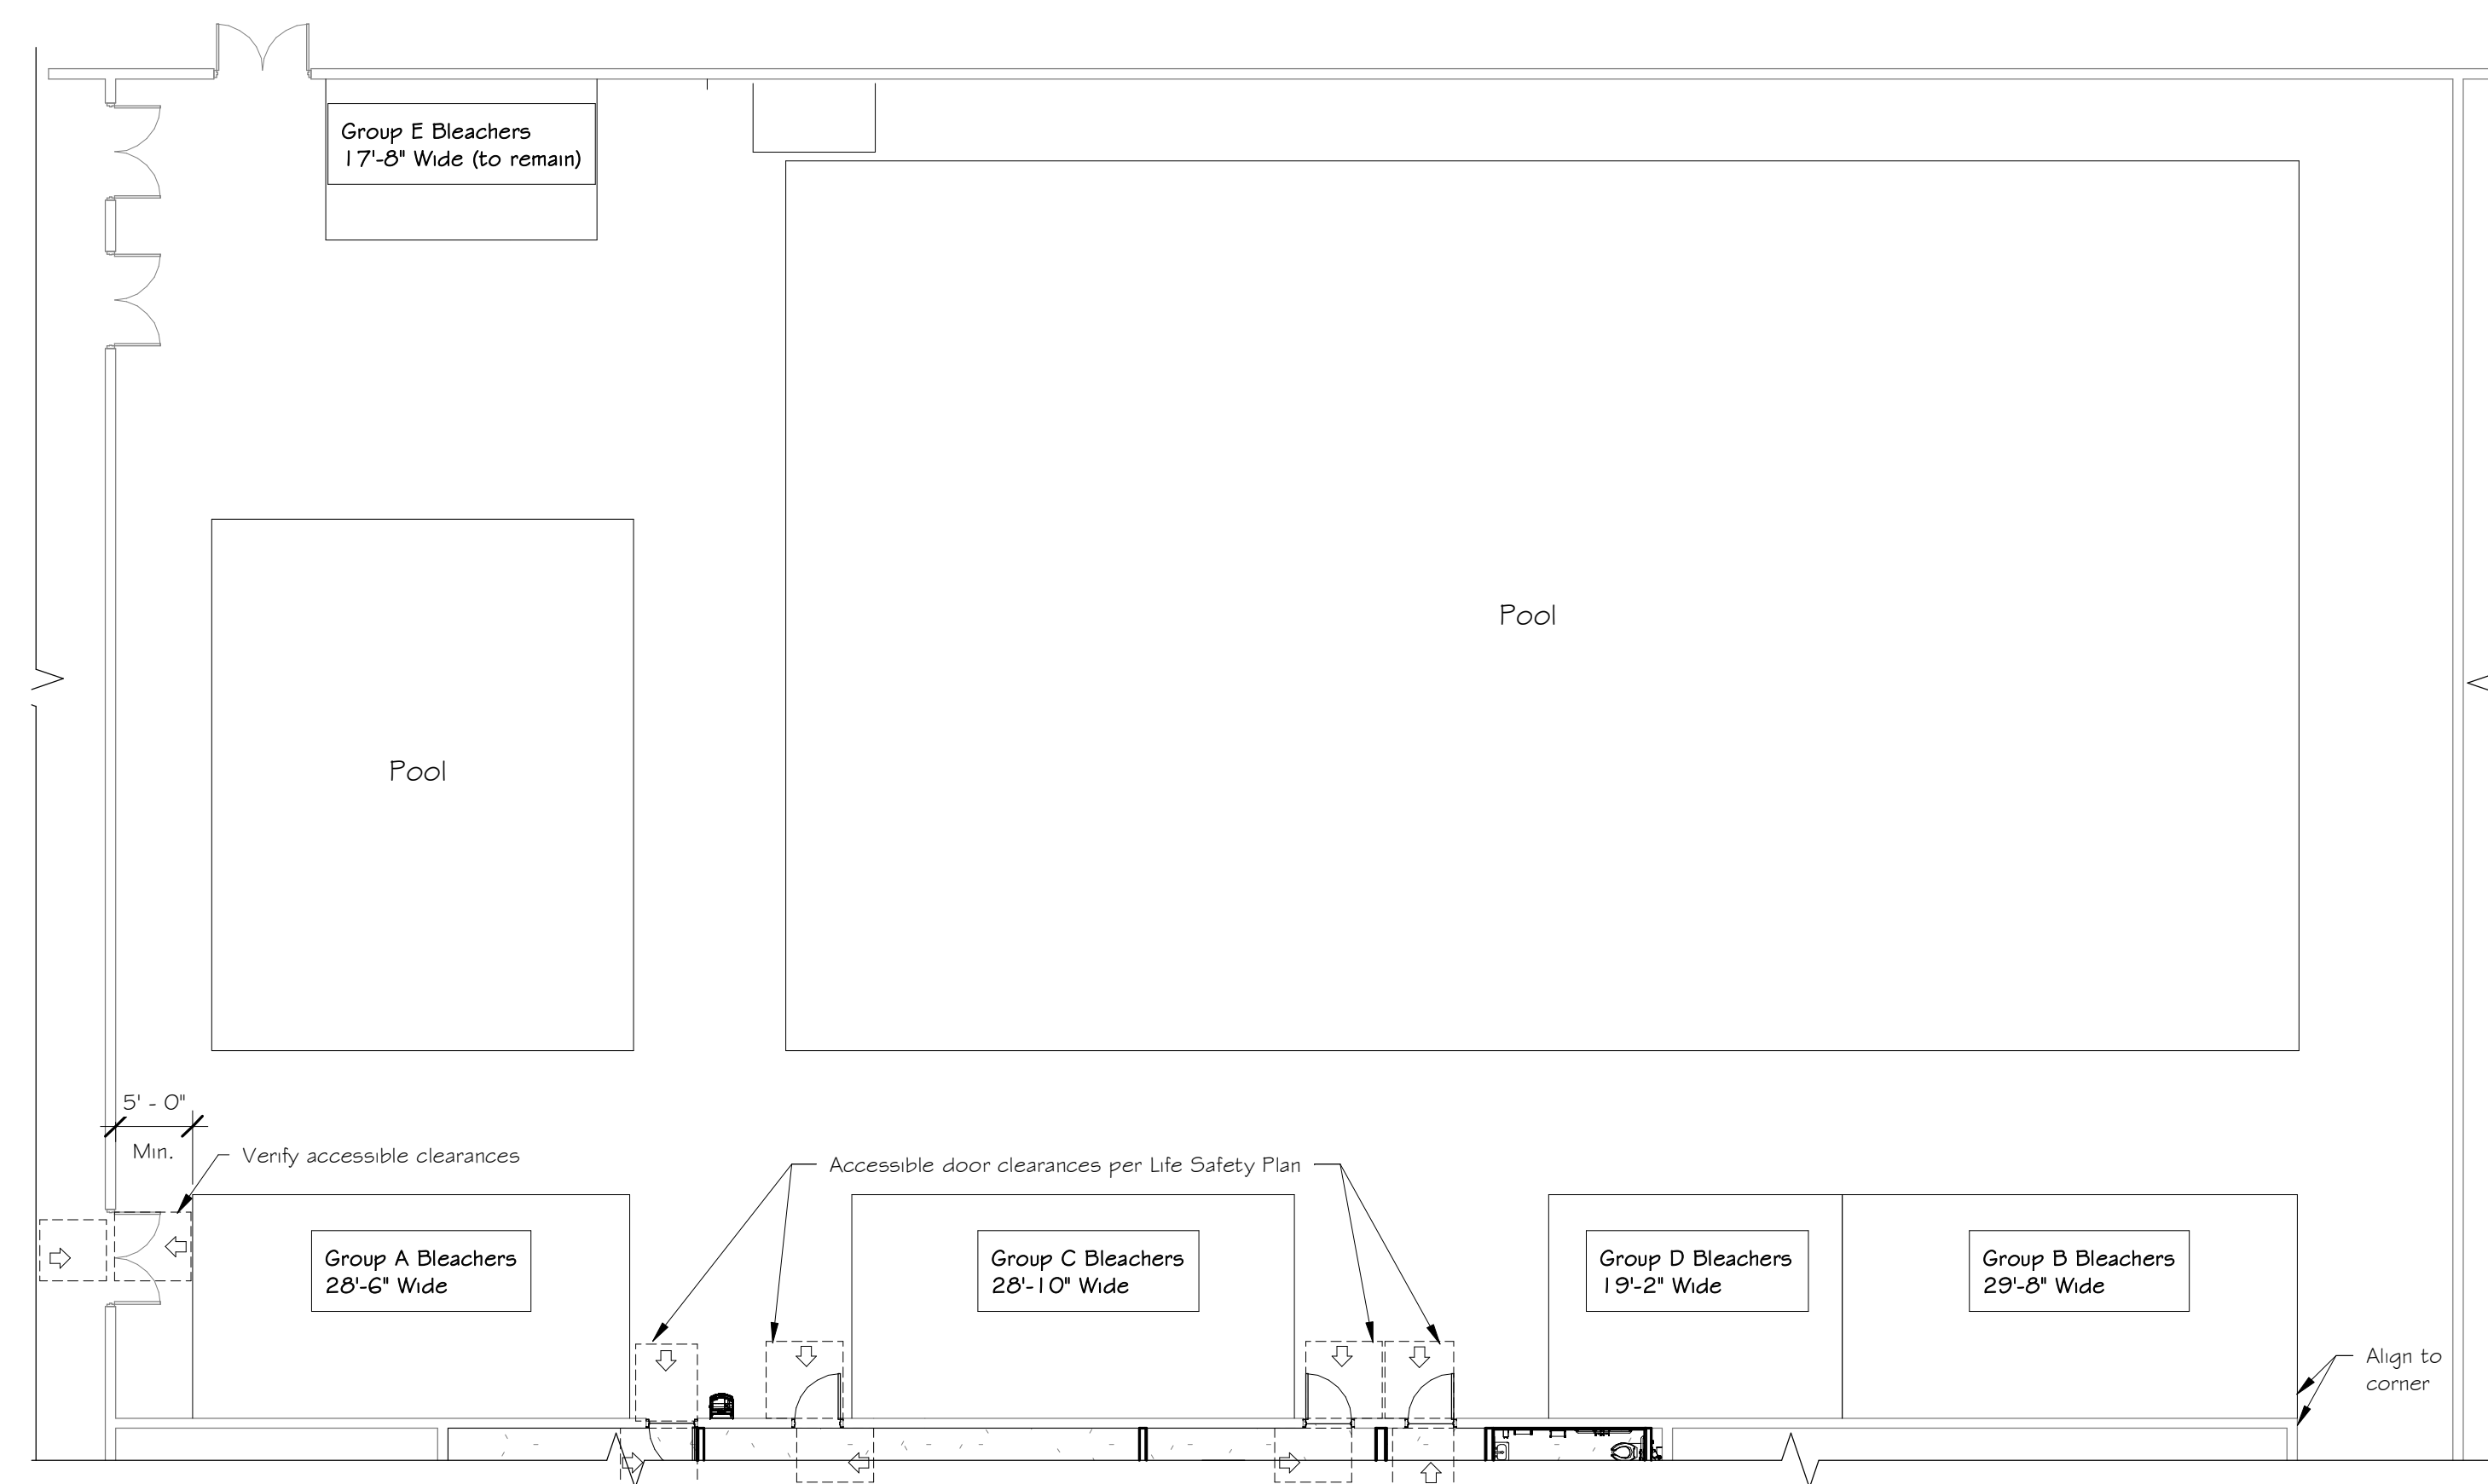 Group E Bleachers
17'-8" Wide (to remain)
Pool
Pool
5' - 0"
Min.
Verify accessible clearances
Accessible door clearances per Life Safety Plan
Group A Bleachers
28'-6" Wide
Group C Bleachers
28'-10" Wide
Group D Bleachers
19'-2" Wide
Group B Bleachers
29'-8" Wide
Align to
corner